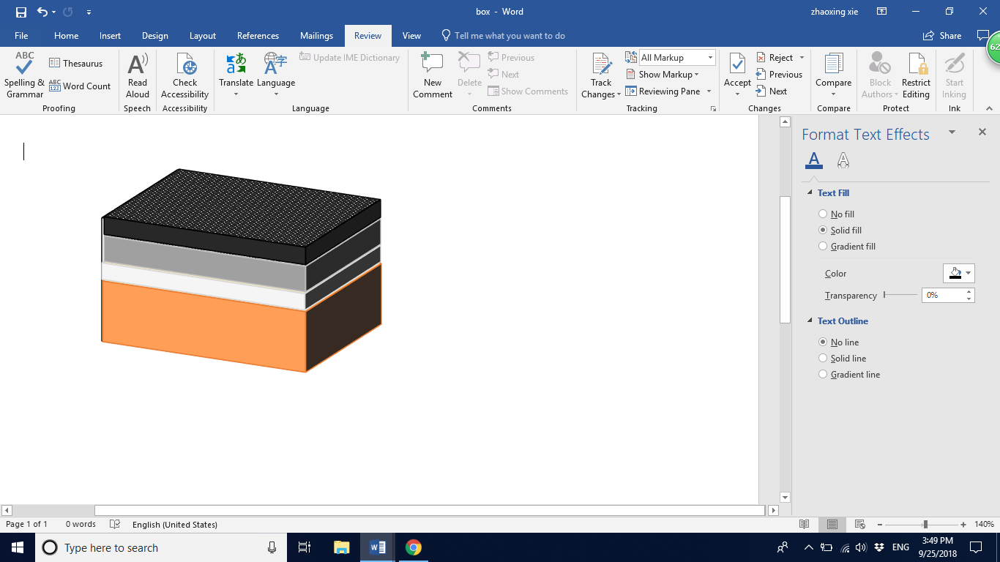 box - Word
zhaoxing xie
File Home Insert Design Layout References Mailings Review View Tell me what you want to do Share
62
ABC
Spelling & Grammar
Thesaurus
ABC 123 Word Count
Proofing
Read Aloud
Speech
Check Accessibility
Accessibility
Translate
Language
Update IME Dictionary
Language
New Comment
Delete
Previous
Next
Show Comments
Comments
Track Changes
All Markup
Show Markup
Reviewing Pane
Tracking
Accept
Reject
Previous
Next
Changes
Compare
Compare
Block Authors
Restrict Editing
Protect
Start Inking
Ink
Format Text Effects
A A
Text Fill
No fill
Solid fill
Gradient fill
Color
Transparency 0%
Text Outline
No line
Solid line
Gradient line
Page 1 of 1 0 words English (United States) 140%
Type here to search
ENG
3:49 PM
9/25/2018